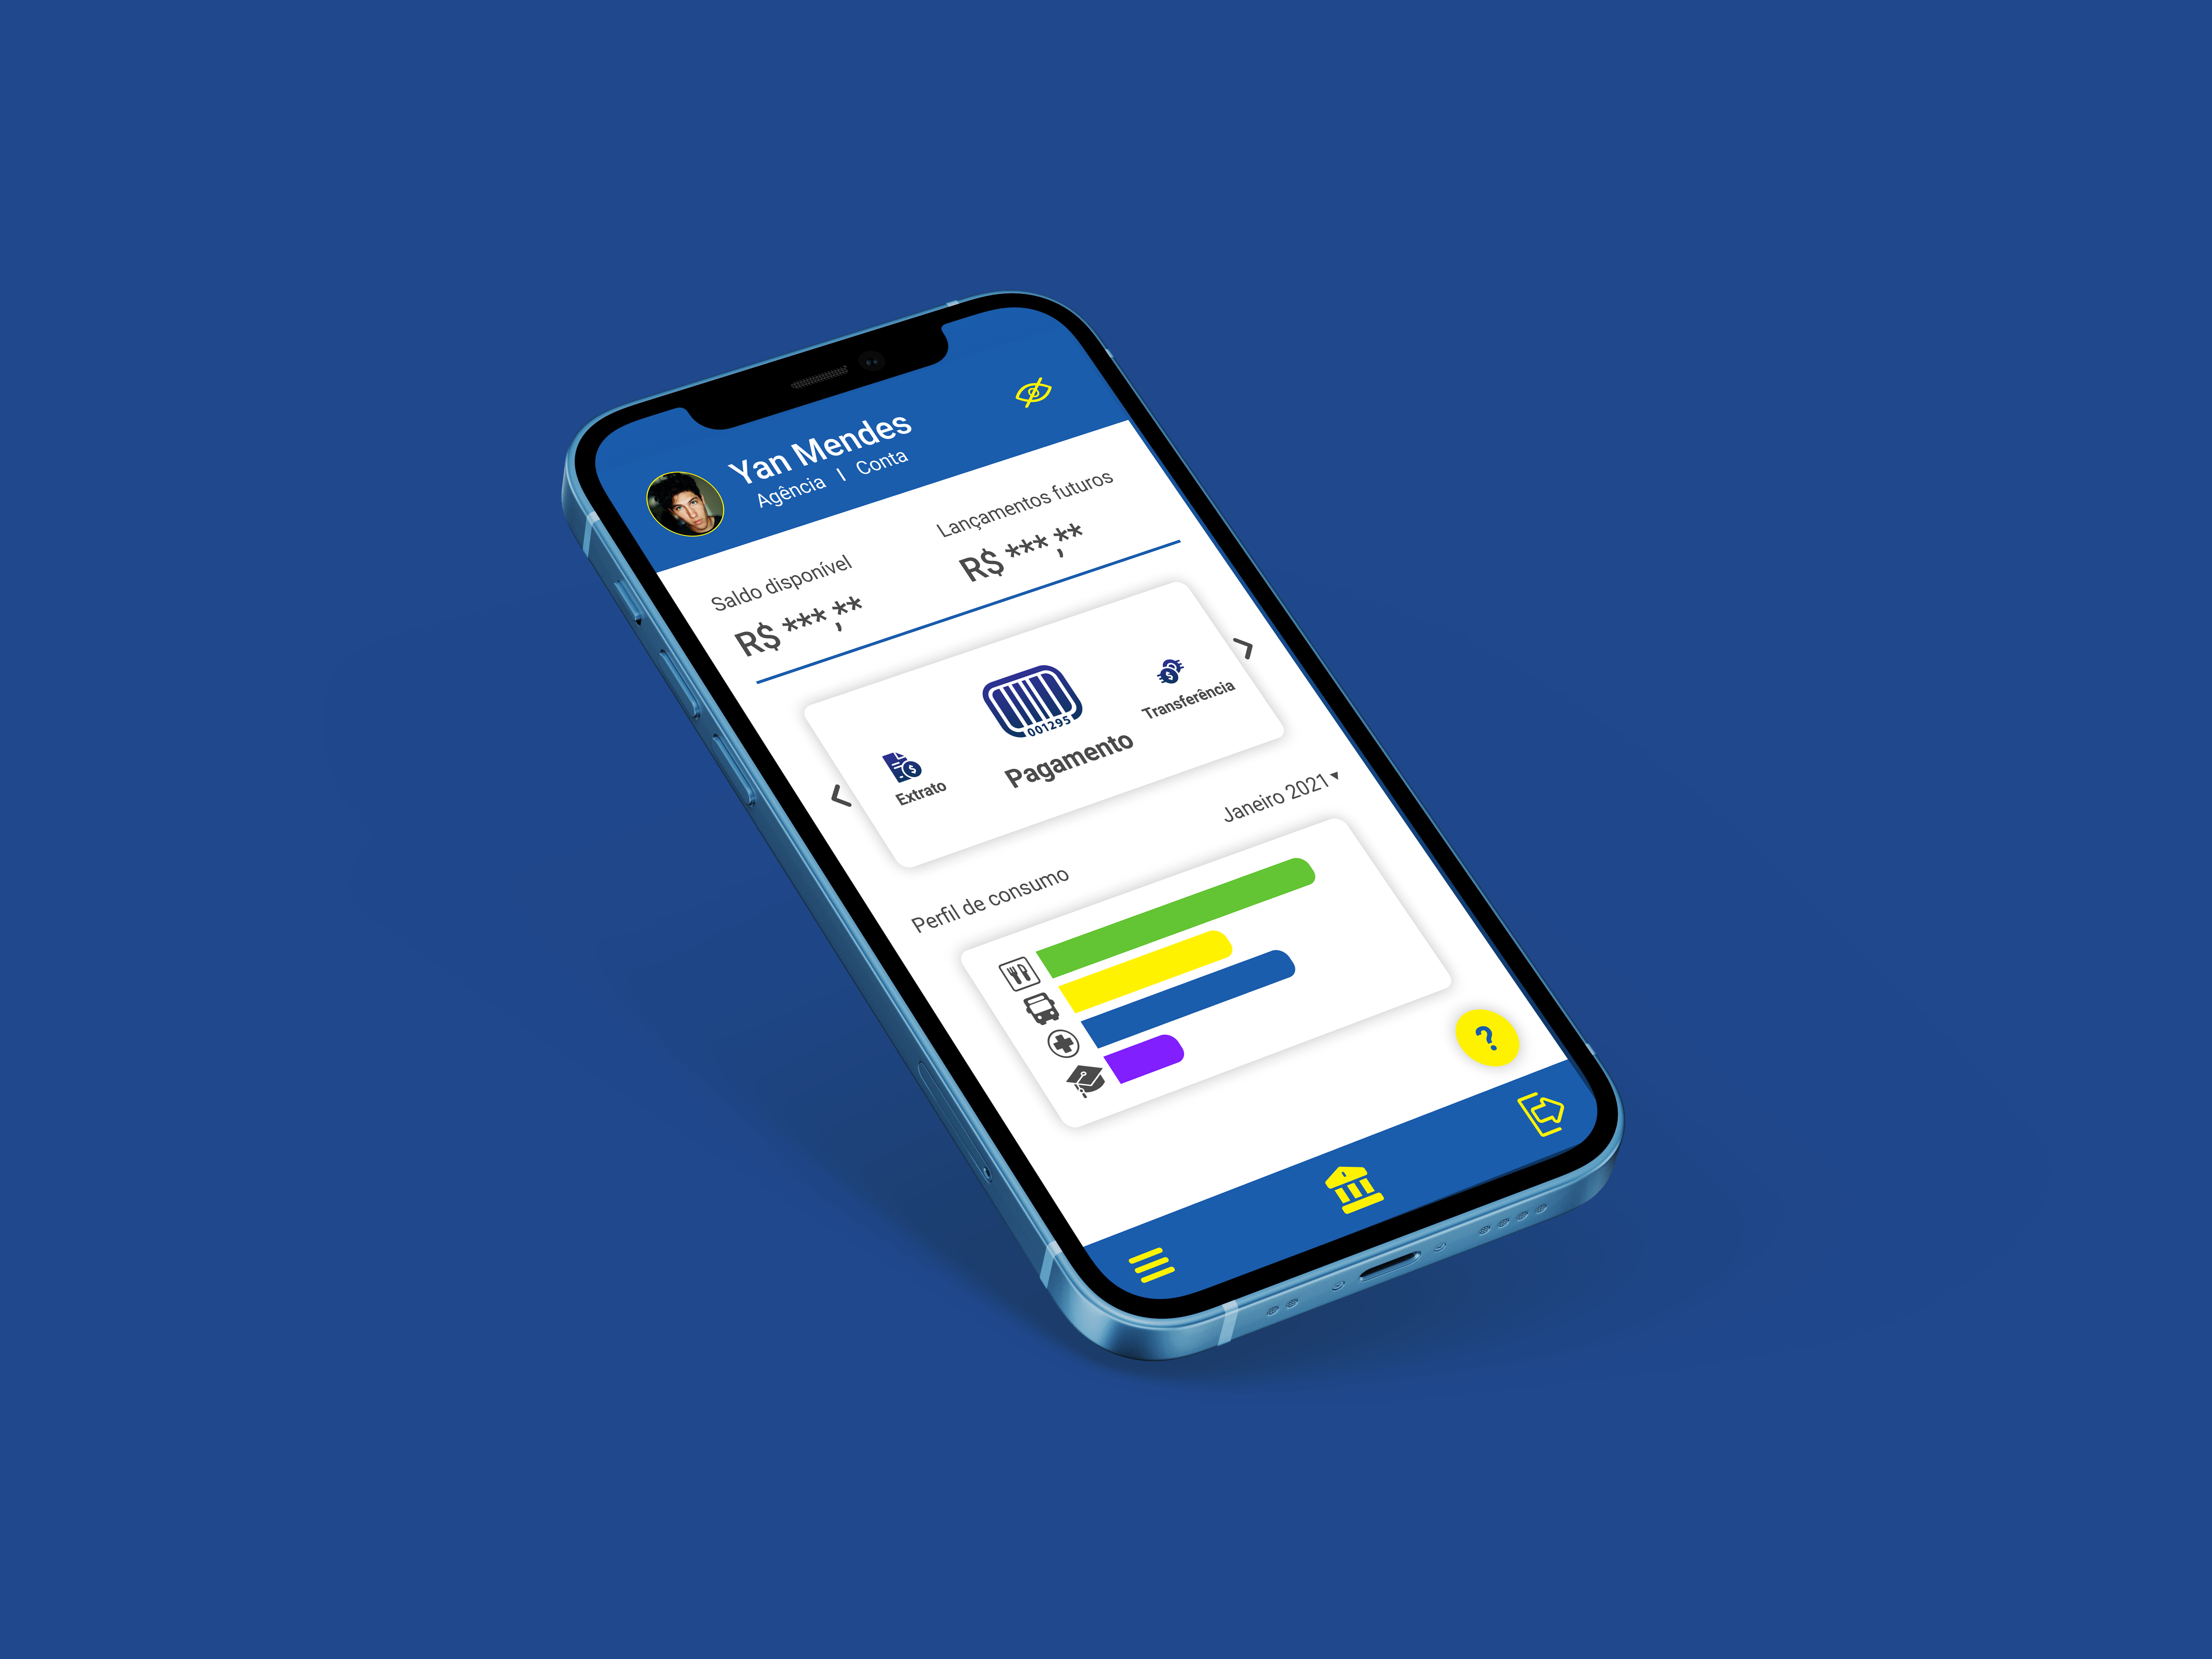 Yan Mendes
Agência | Conta
Saldo disponível
R$ ***,**
Lançamentos futuros
R$ ***,**
Extrato
001295
Pagamento
Transferência
Perfil de consumo
Janeiro 2021
?